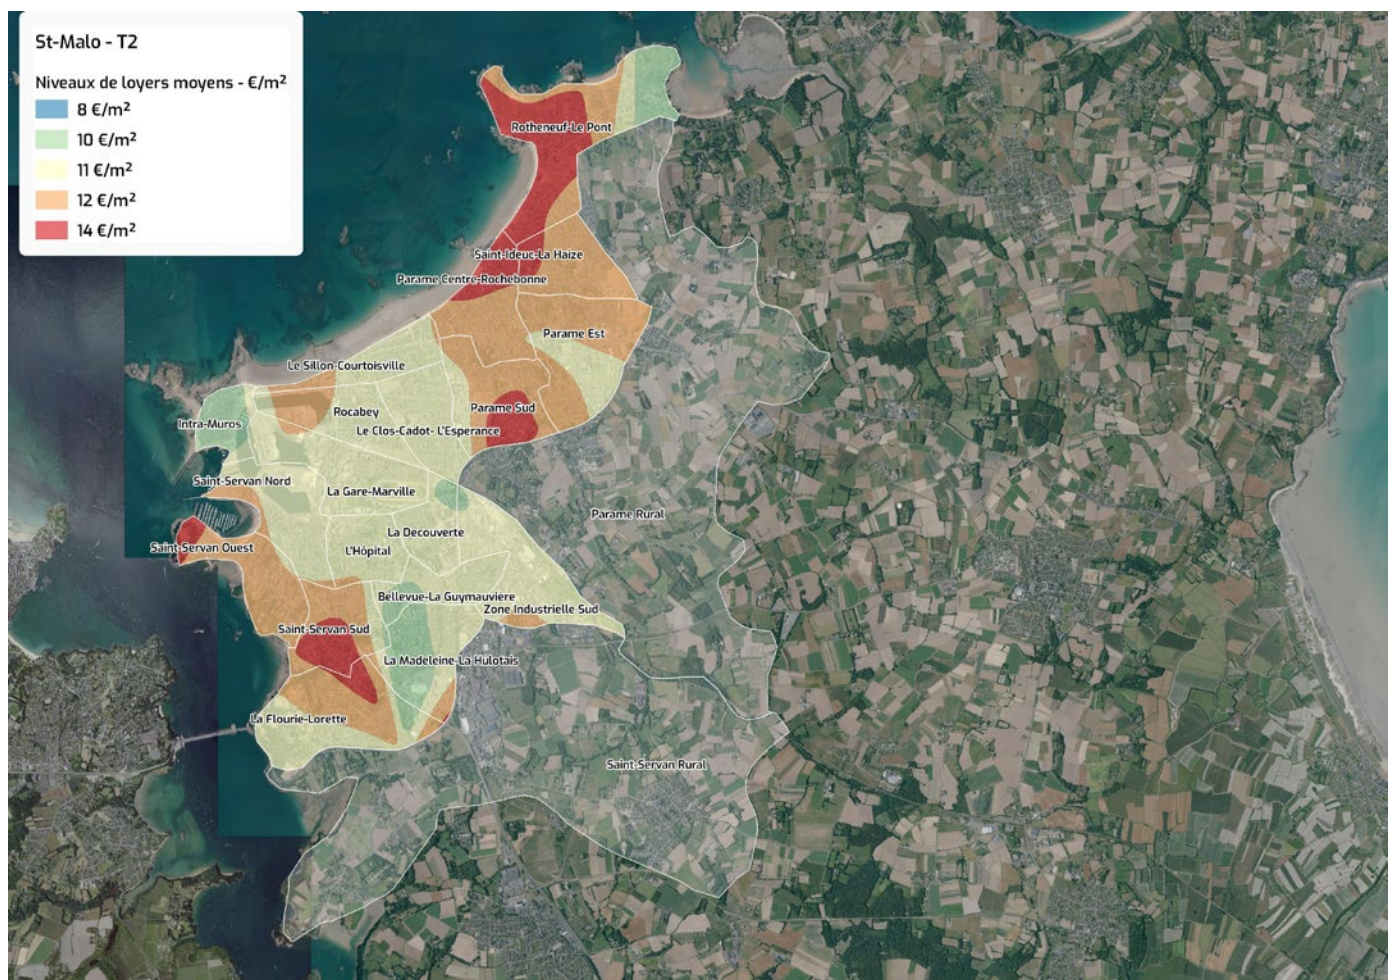 St-Malo - T2
Niveaux de loyers moyens - €/m²
8 €/m²
10 €/m²
11 €/m²
12 €/m²
14 €/m²
Rotheneuf-Le Pont
Saint-Ideuc-La Haize
Parame Centre-Rochebonne
Parame Est
Le Sillon-Courtoisville
Parame Sud
Rocabey
Intra-Muros
Le Clos-Cadot- L'Esperance
Saint-Servan Nord
La Gare-Marville
Parame Rural
La Decouverte
Saint-Servan Ouest
L'Hôpital
Bellevue-La Guymauvière
Zone Industrielle Sud
Saint-Servan Sud
La Madeleine-La Hulotais
La Flourie-Lorette
Saint-Servan Rural